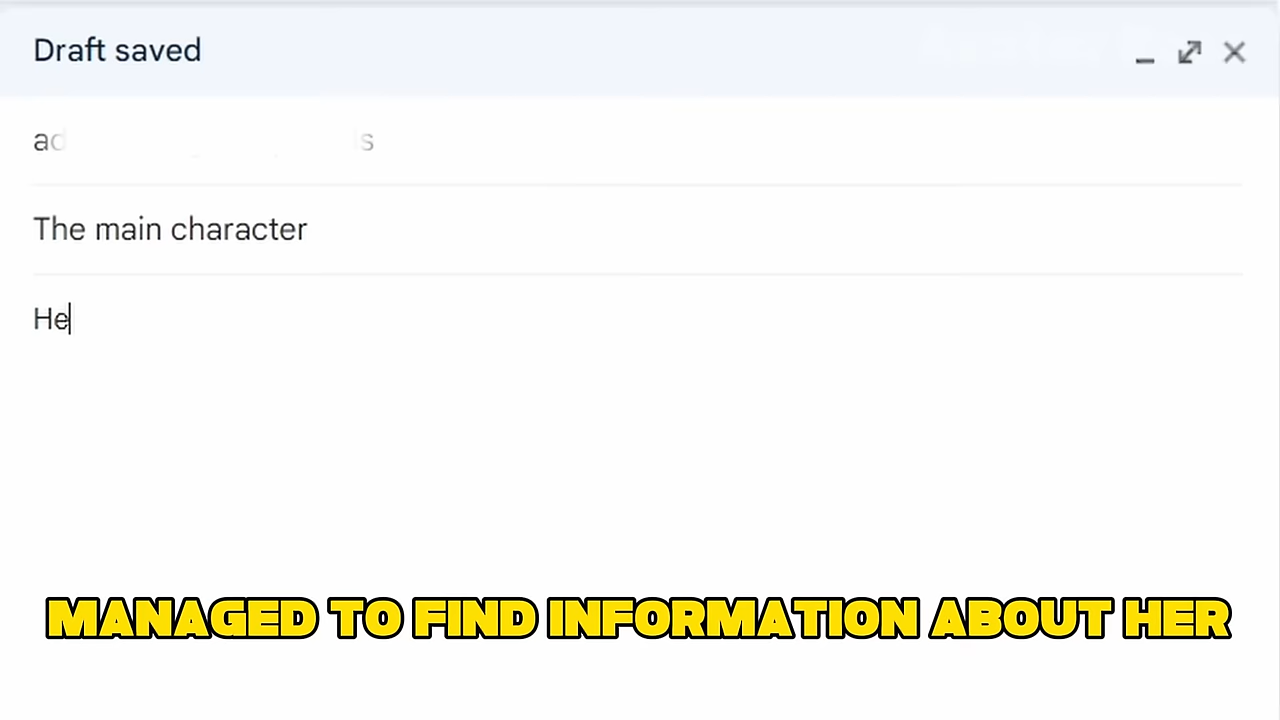 Draft saved
The main character
He
MANAGED TO FIND INFORMATION ABOUT HER